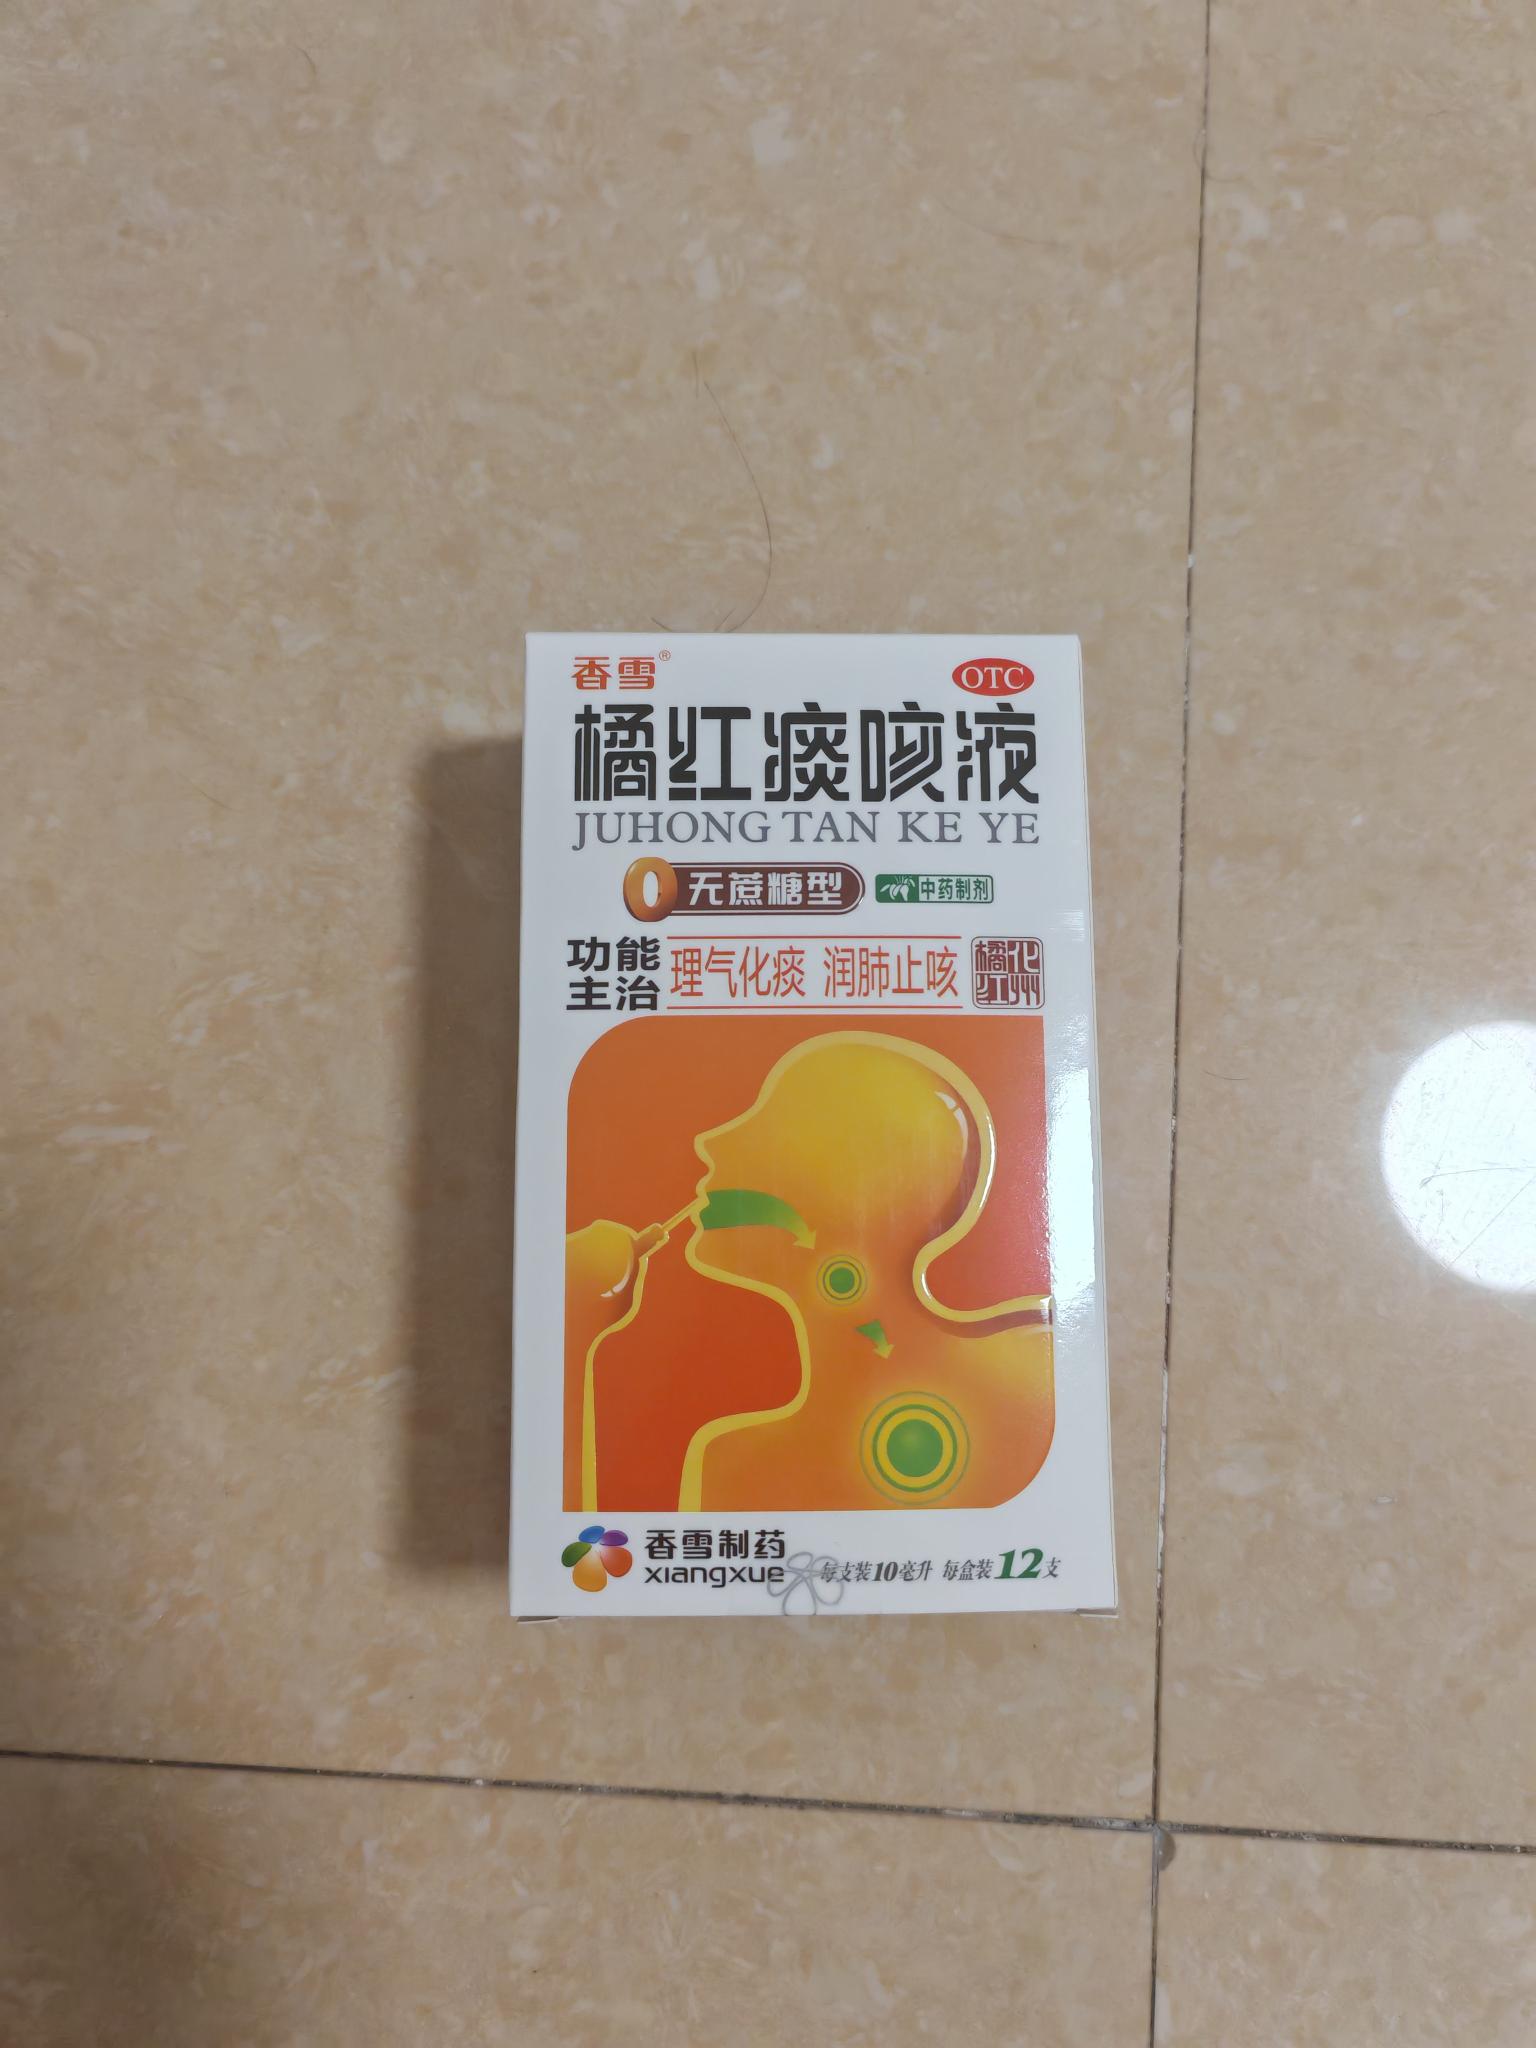 香雪®
OTC
橘红痰咳液
JUHONG TAN KE YE
0 无蔗糖型
中药制剂
功能
主治
理气化痰 润肺止咳
化州
橘红
香雪制药
xiangxue
每支装10毫升 每盒装12支